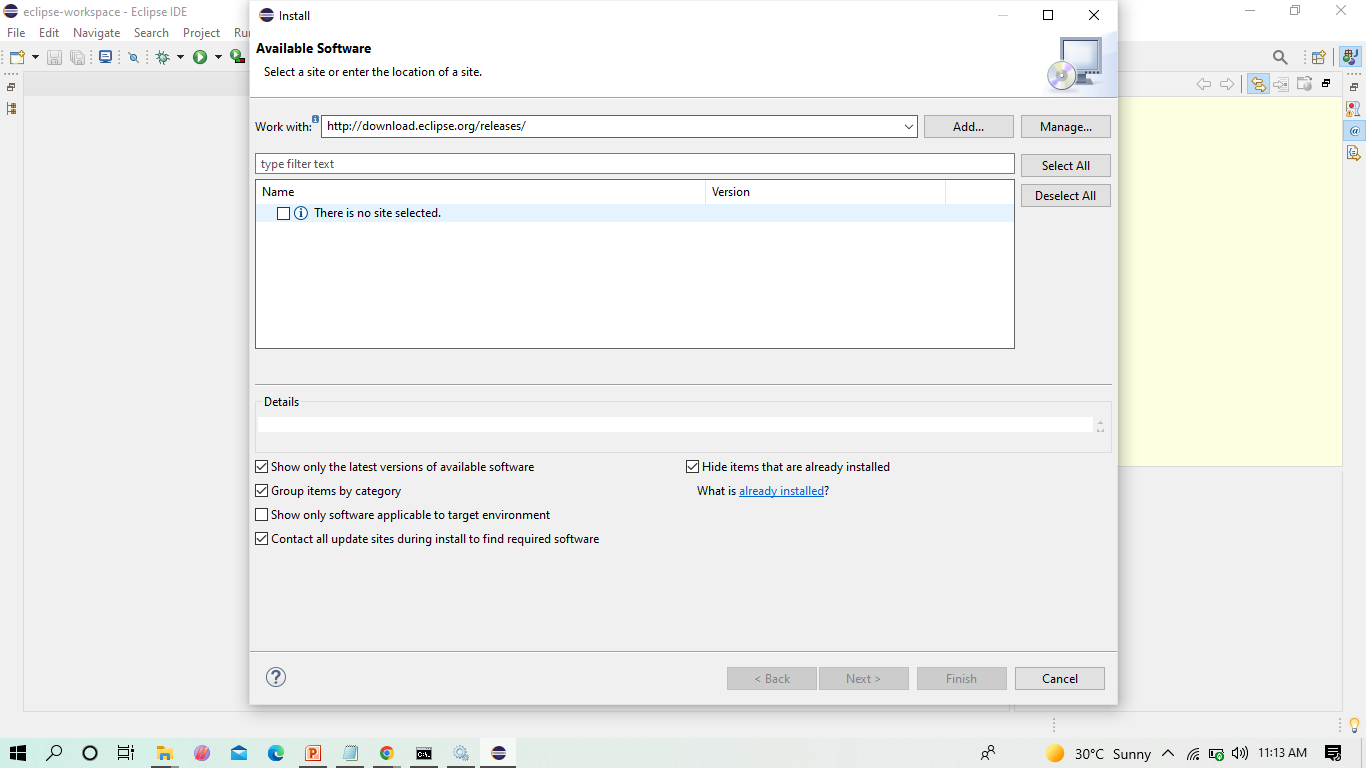 eclipse-workspace - Eclipse IDE
File Edit Navigate Search Project Ru
Install
Available Software
Select a site or enter the location of a site.
Work with: http://download.eclipse.org/releases/ Add... Manage...
type filter text Select All
Name Version Deselect All
There is no site selected.
Details
Show only the latest versions of available software Hide items that are already installed
Group items by category What is already installed?
Show only software applicable to target environment
Contact all update sites during install to find required software
? < Back Next > Finish Cancel
30°C Sunny 11:13 AM